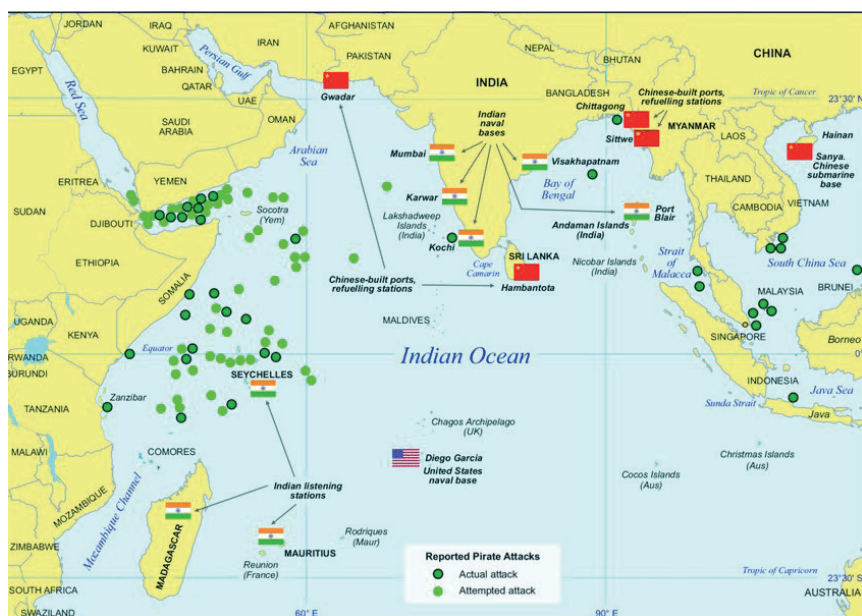 JORDAN
IRAQ
IRAN
AFGHANISTAN
KUWAIT
Persian Gulf
PAKISTAN
NEPAL
BHUTAN
CHINA
EGYPT
BAHRAIN
QATAR
UAE
Gwadar
INDIA
BANGLADESH
Chittagong
Chinese-built ports,
refuelling stations
Tropic of Cancer
23°30' N
Red Sea
SAUDI
ARABIA
OMAN
Arabian
Sea
Indian
naval
bases
Sittwe
MYANMAR
LAOS
Hainan
Mumbai
Visakhapatnam
Sanya.
Chinese
submarine
base
ERITREA
YEMEN
Karwar
Bay of
Bengal
THAILAND
VIETNAM
SUDAN
DJIBOUTI
Socotra
(Yem)
Lakshadweep
Islands
(India)
Port
Blair
Andaman Islands
(India)
CAMBODIA
ETHIOPIA
Kochi
Cape
Camarin
SRI LANKA
Nicobar Islands
(India)
Strait
of
Malacca
South China Sea
SOMALIA
Chinese-built ports,
refuelling stations
Hambantota
MALAYSIA
BRUNEI
UGANDA
KENYA
MALDIVES
SINGAPORE
Borneo
RWANDA
BURUNDI
Equator
Indian Ocean
0°
SEYCHELLES
INDONESIA
Java Sea
Zanzibar
TANZANIA
Sunda Strait
Java
Chagos Archipelago
(UK)
MALAWI
COMORES
Diego Garcia
United States
naval base
Christmas Islands
(Aus)
Cocos Islands
(Aus)
Indian listening
stations
MOZAMBIQUE
Mozambique Channel
MADAGASCAR
Rodriques
(Maur)
ZIMBABWE
MAURITIUS
Reunion
(France)
Reported Pirate Attacks
Actual attack
Attempted attack
Tropic of Capricorn
23°30' S
SOUTH AFRICA
SWAZILAND
60° E
90° E
AUSTRALIA